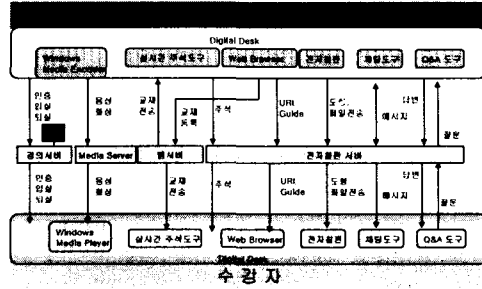 Digital Desk
Windows Media Encoder
실시간 주석도구
Web Browser
전자칠판
채팅도구
Q&A 도구
인증
입실
퇴실
음성
영상
교재
전송
교재
등록
주석
URI
Guide
도형,
파일전송
메시지
답변
질문
강의서버
Media Server
웹서버
전자칠판 서버
인증
입실
퇴실
음성
영상
교재
전송
주석
URI
Guide
도형
파일전송
메시지
답변
질문
Windows
Media Player
실시간 주석도구
Web Browser
전자칠판
채팅도구
Q&A 도구
Digital Desk
수 강 자